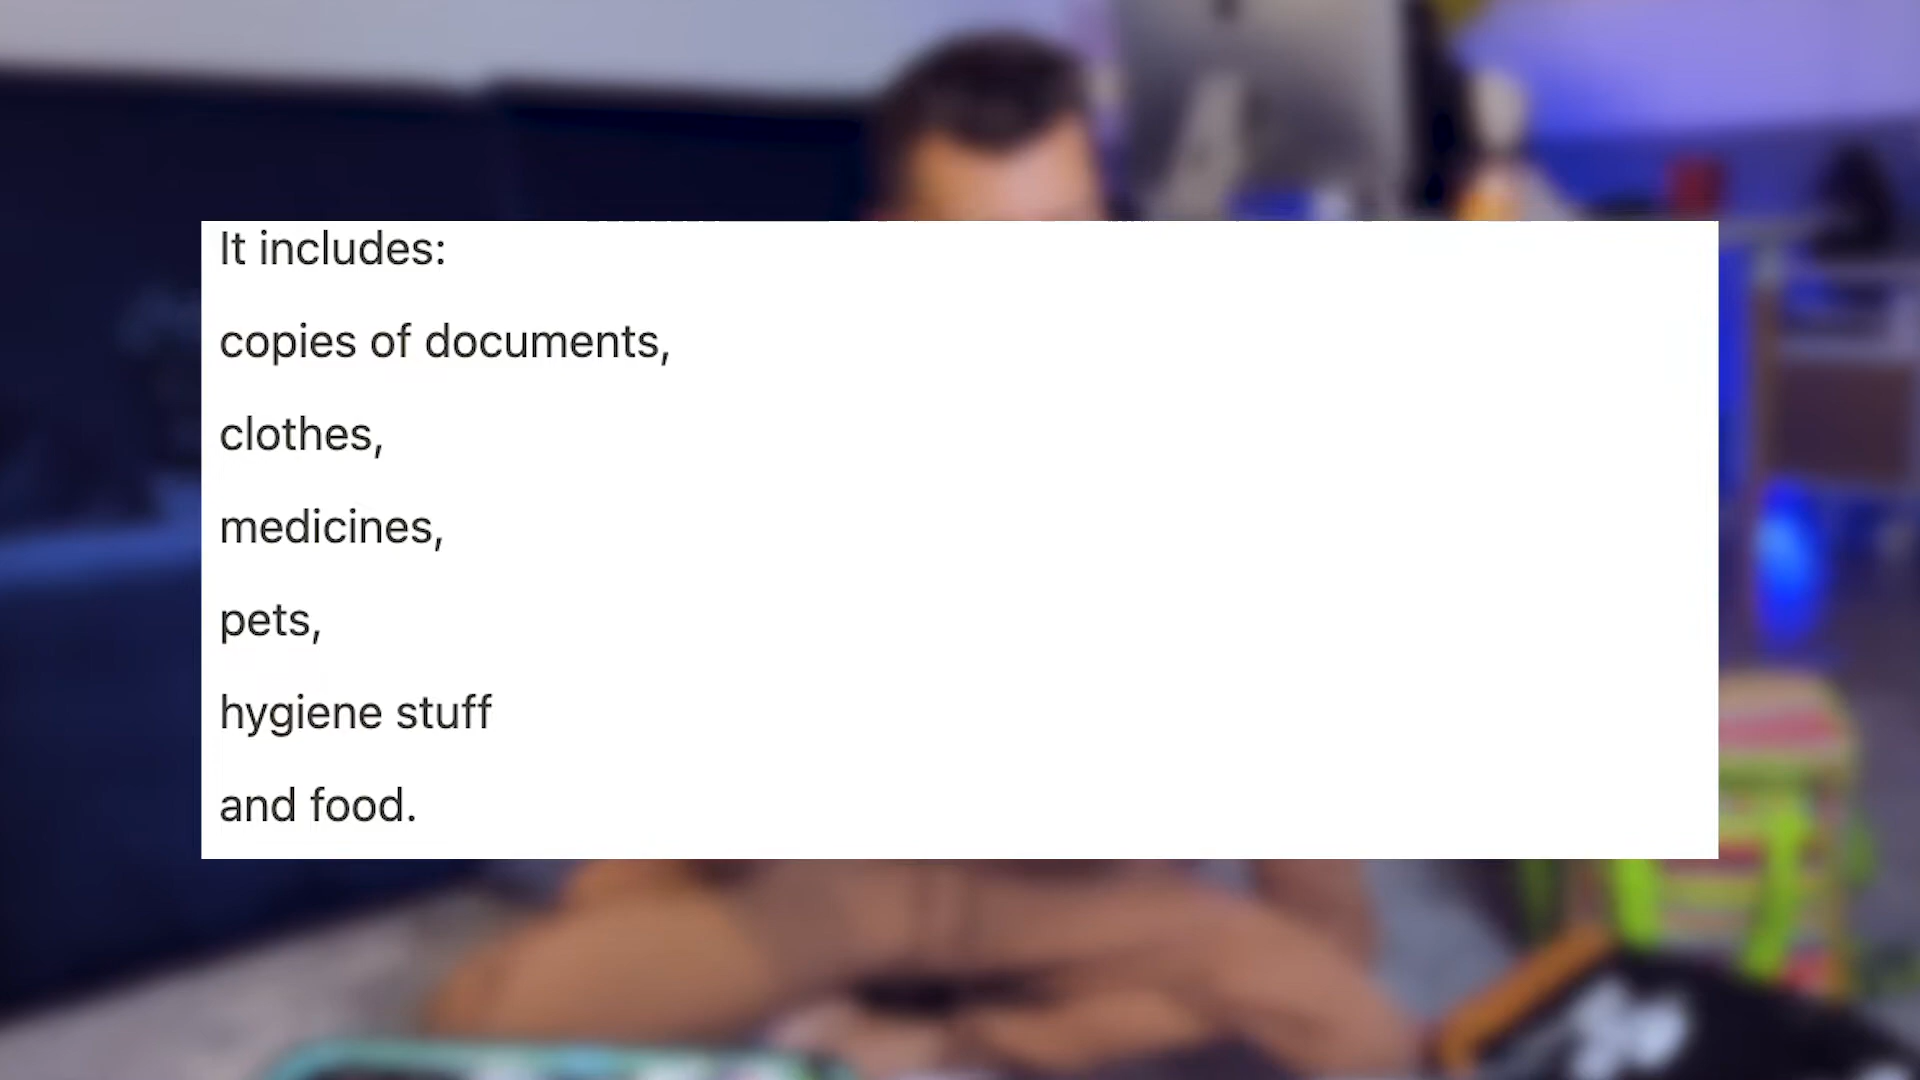 It includes:
copies of documents,
clothes,
medicines,
pets,
hygiene stuff
and food.